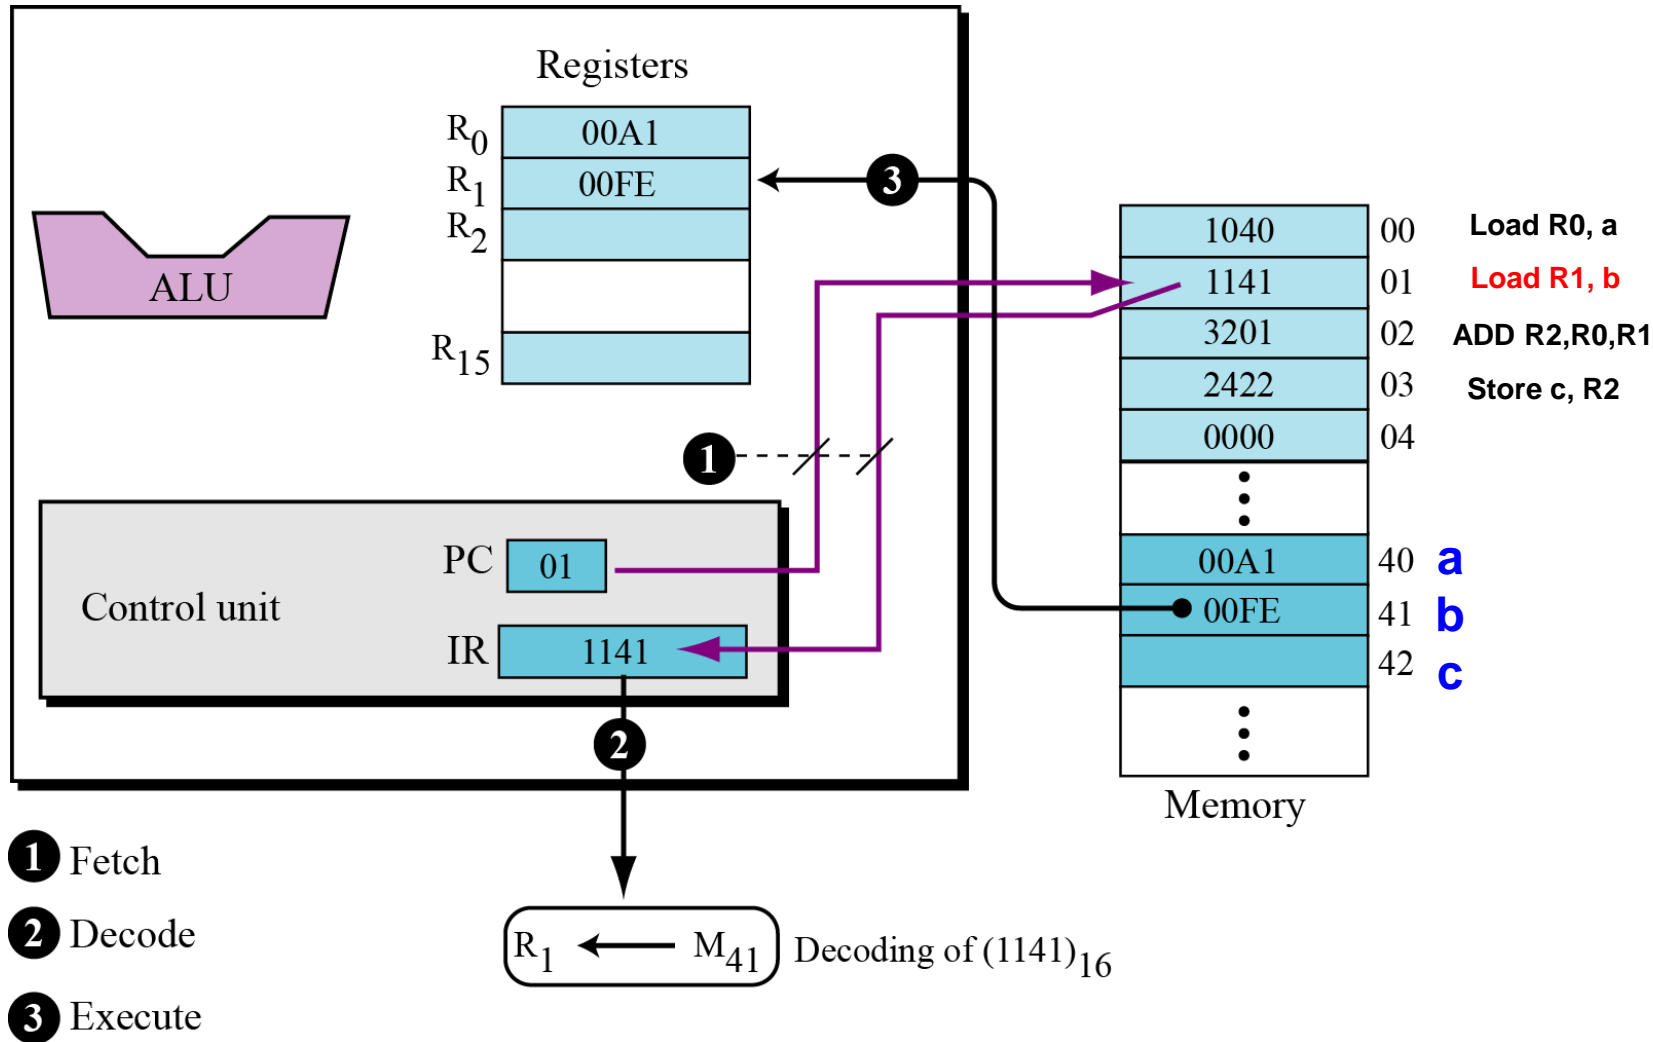 Registers
R0 00A1
R1 00FE
R2
R15
ALU
3
1040 00 Load R0, a
1141 01 Load R1, b
3201 02 ADD R2,R0,R1
2422 03 Store c, R2
0000 04
1
Control unit
PC 01
IR 1141
00A1 40 a
00FE 41 b
42 c
Memory
2
1 Fetch
2 Decode
3 Execute
R1 ← M41 Decoding of (1141)16